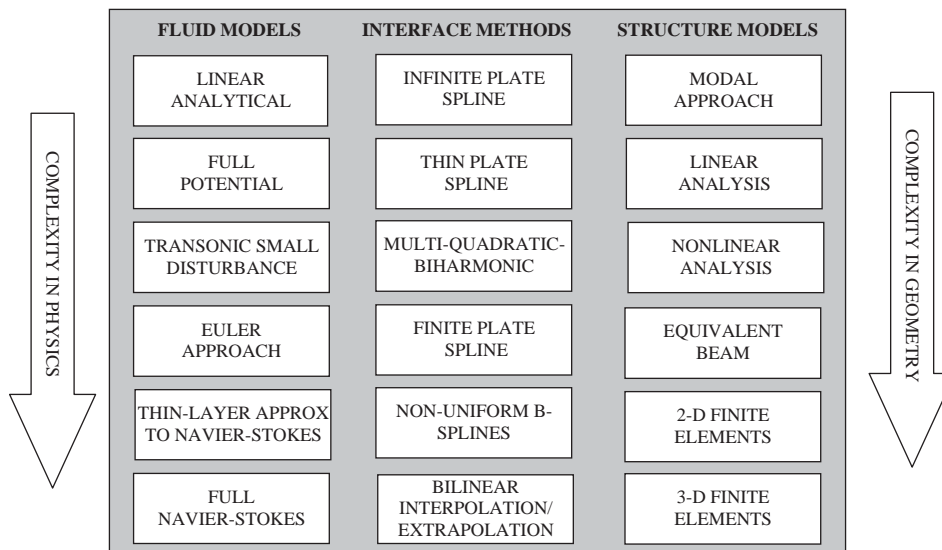 FLUID MODELS
INTERFACE METHODS
STRUCTURE MODELS
LINEAR
ANALYTICAL
INFINITE PLATE
SPLINE
MODAL
APPROACH
FULL
POTENTIAL
THIN PLATE
SPLINE
LINEAR
ANALYSIS
TRANSONIC SMALL
DISTURBANCE
MULTI-QUADRATIC-
BIHARMONIC
NONLINEAR
ANALYSIS
EULER
APPROACH
FINITE PLATE
SPLINE
EQUIVALENT
BEAM
THIN-LAYER APPROX
TO NAVIER-STOKES
NON-UNIFORM B-
SPLINES
2-D FINITE
ELEMENTS
FULL
NAVIER-STOKES
BILINEAR
INTERPOLATION/
EXTRAPOLATION
3-D FINITE
ELEMENTS
COMPLEXITY IN PHYSICS
COMPLEXITY IN GEOMETRY